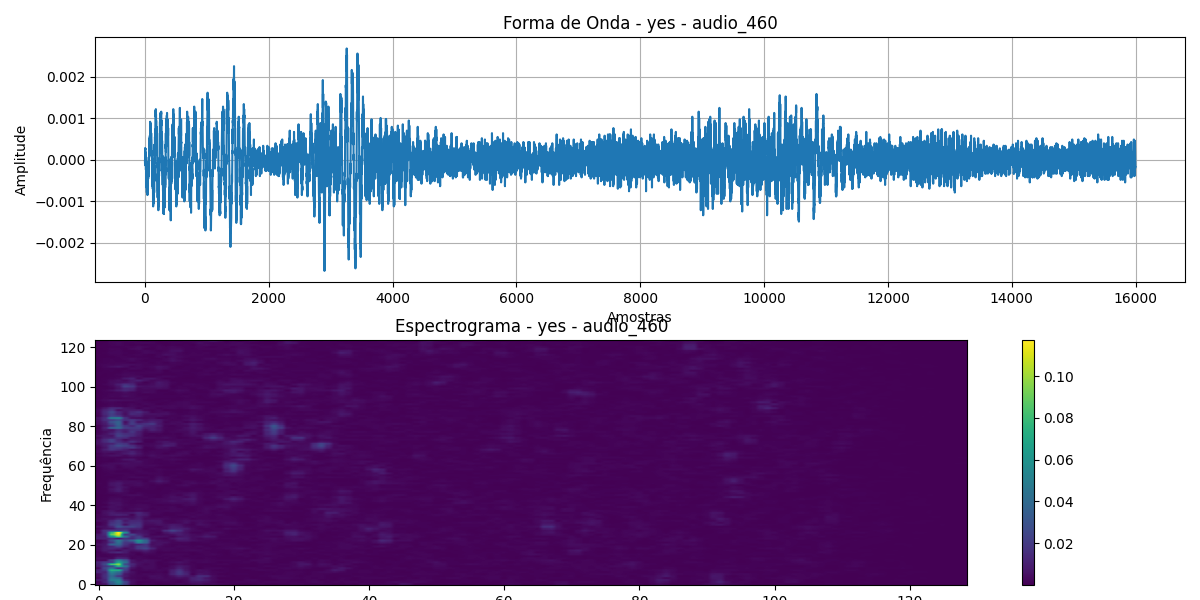 Forma de Onda - yes - audio_460
0.002
0.001
0.000
−0.001
−0.002
Amplitude
0 2000 4000 6000 8000 10000 12000 14000 16000
Amostras
Espectrograma - yes - audio_460
120
100
80
60
40
20
0
Frequência
0 20 40 60 80 100 120
0.10
0.08
0.06
0.04
0.02